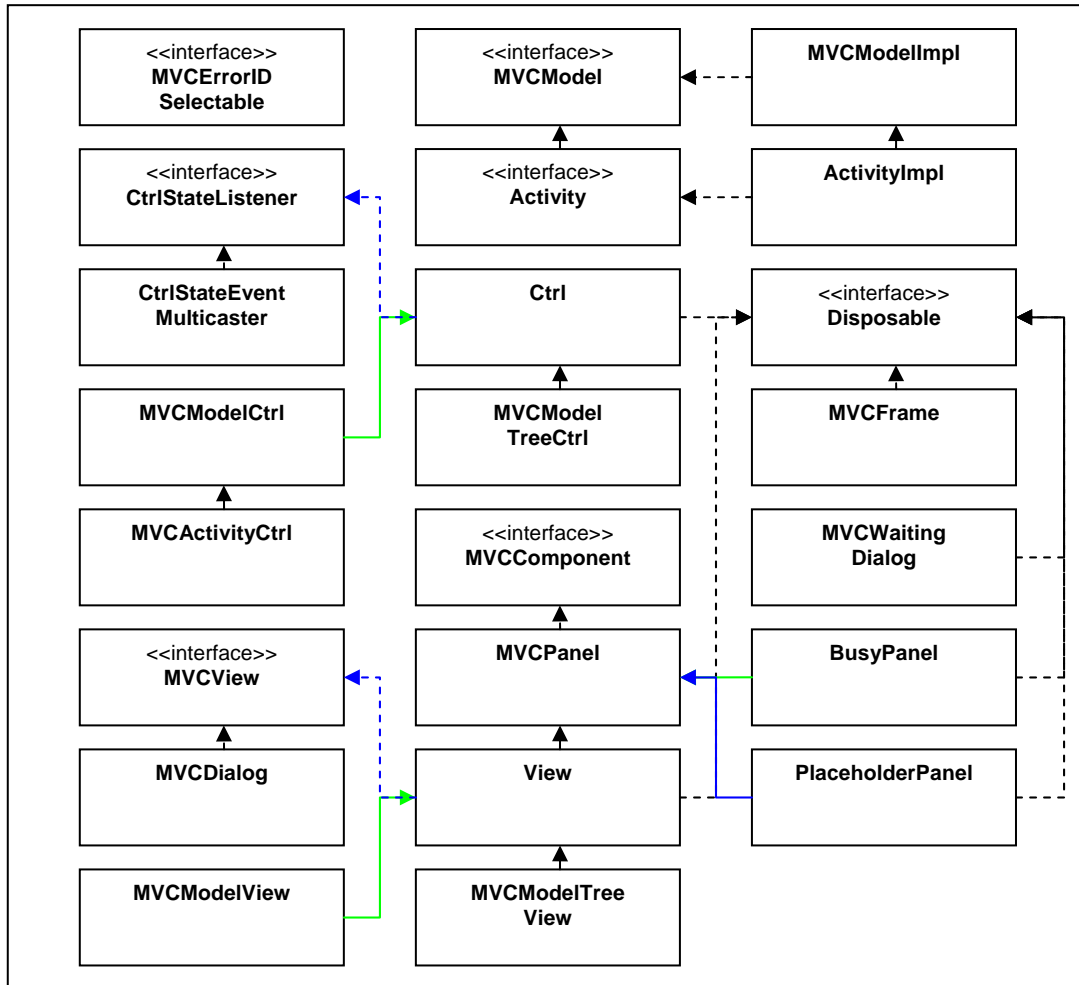 <<interface>>
MVCErrorID
Selectable
<<interface>>
MVCModel
MVCModelImpl
<<interface>>
CtrlStateListener
<<interface>>
Activity
ActivityImpl
CtrlStateEvent
Multicaster
Ctrl
<<interface>>
Disposable
MVCModelCtrl
MVCModel
TreeCtrl
MVCFrame
MVCActivityCtrl
<<interface>>
MVCComponent
MVCWaiting
Dialog
<<interface>>
MVCView
MVCPanel
BusyPanel
MVCDialog
View
PlaceholderPanel
MVCModelView
MVCModelTree
View